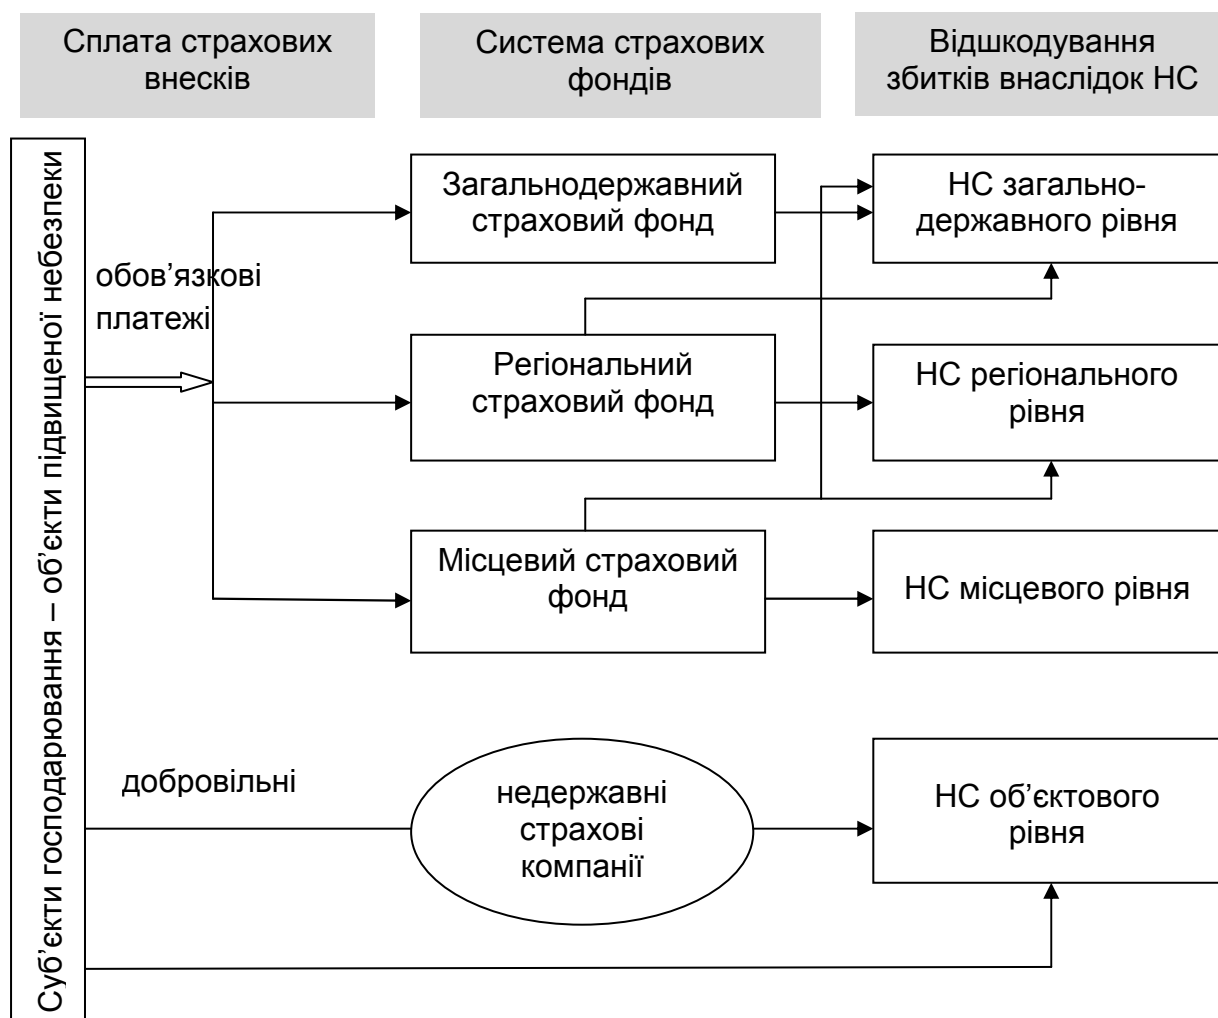 Сплата страхових
внесків
Система страхових
фондів
Відшкодування
збитків внаслідок НС
Суб’єкти господарювання – об’єкти підвищеної небезпеки
обов’язкові
платежі
Загальнодержавний
страховий фонд
НС загально-
державного рівня
Регіональний
страховий фонд
НС регіонального
рівня
Місцевий страховий
фонд
НС місцевого рівня
добровільні
недержавні
страхові
компанії
НС об’єктового
рівня